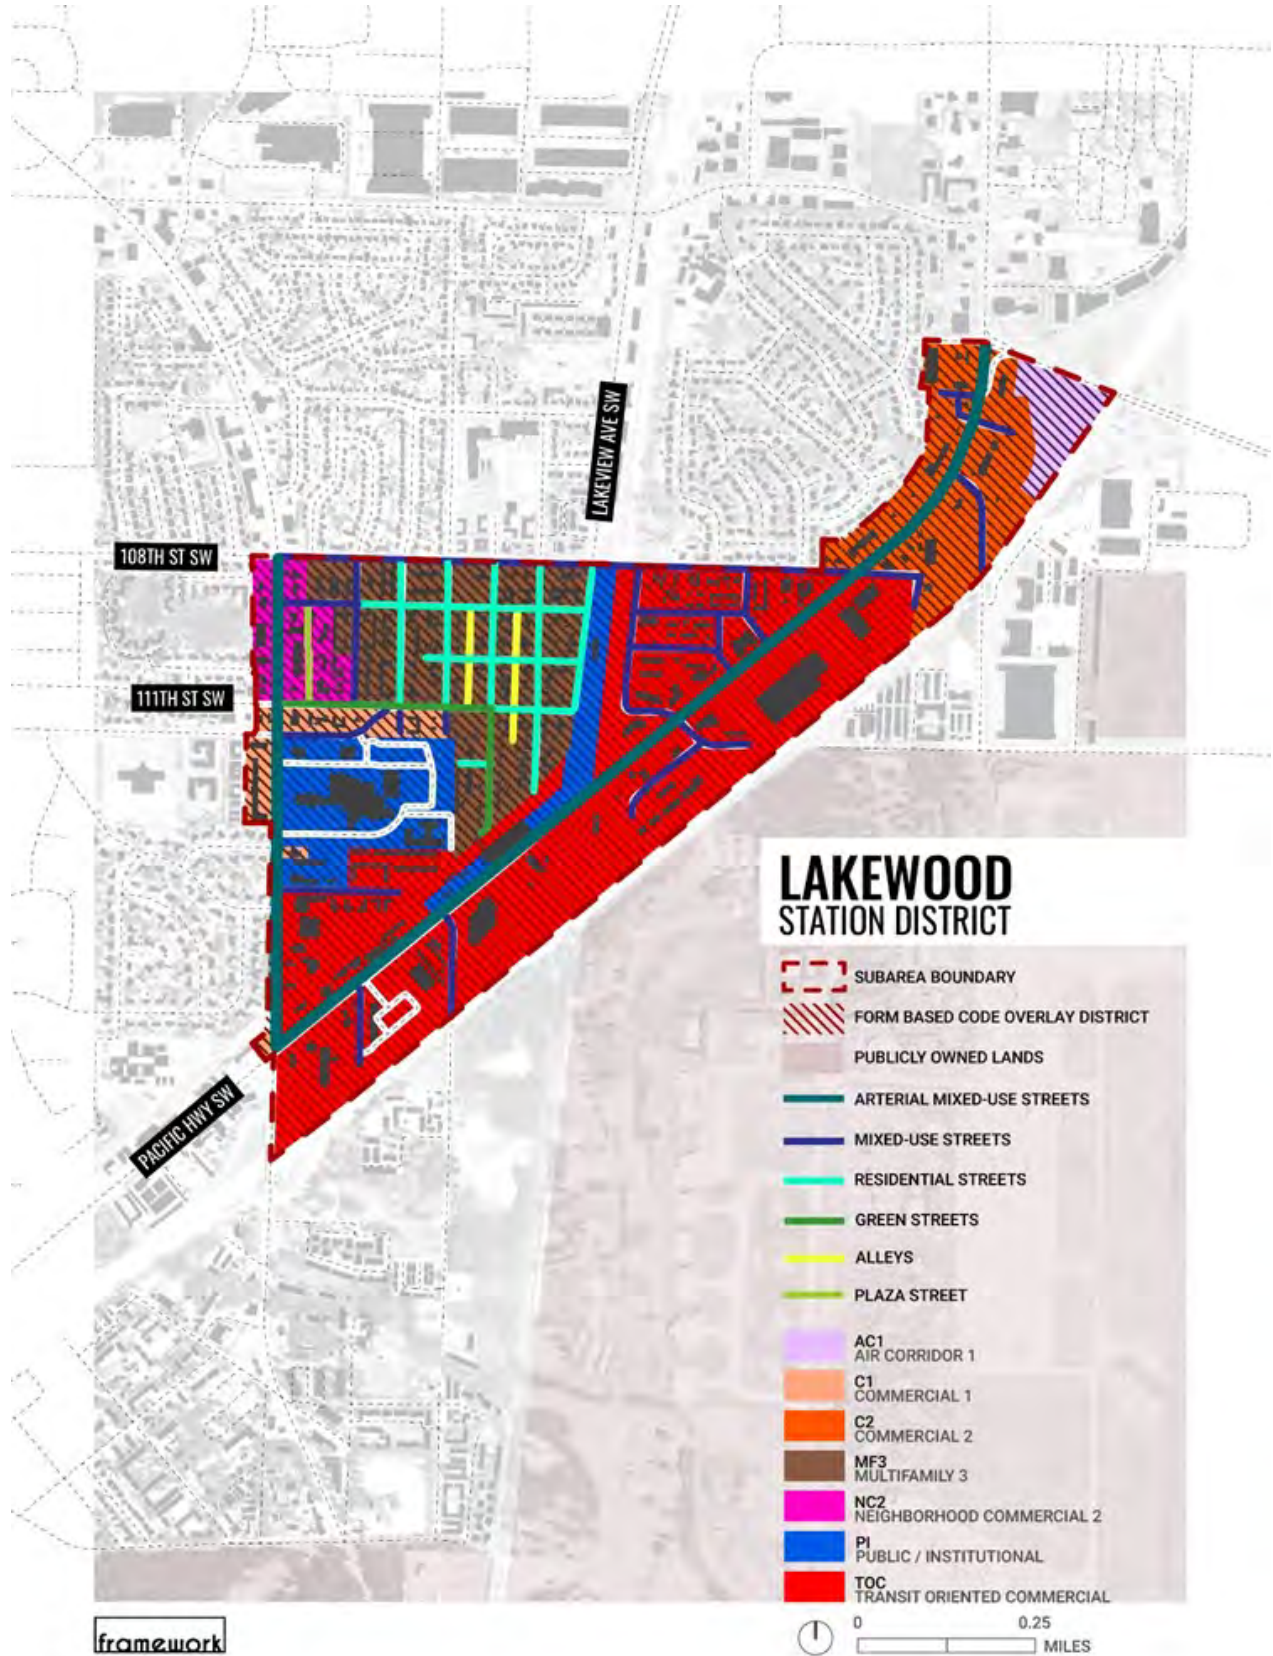 LAKEVIEW AVE SW
108TH ST SW
111TH ST SW
PACIFIC HWY SW
LAKEWOOD
STATION DISTRICT
SUBAREA BOUNDARY
FORM BASED CODE OVERLAY DISTRICT
PUBLICLY OWNED LANDS
ARTERIAL MIXED-USE STREETS
MIXED-USE STREETS
RESIDENTIAL STREETS
GREEN STREETS
ALLEYS
PLAZA STREET
AC1
AIR CORRIDOR 1
C1
COMMERCIAL 1
C2
COMMERCIAL 2
MF3
MULTIFAMILY 3
NC2
NEIGHBORHOOD COMMERCIAL 2
PI
PUBLIC / INSTITUTIONAL
TOC
TRANSIT ORIENTED COMMERCIAL
framework
0 0.25
MILES